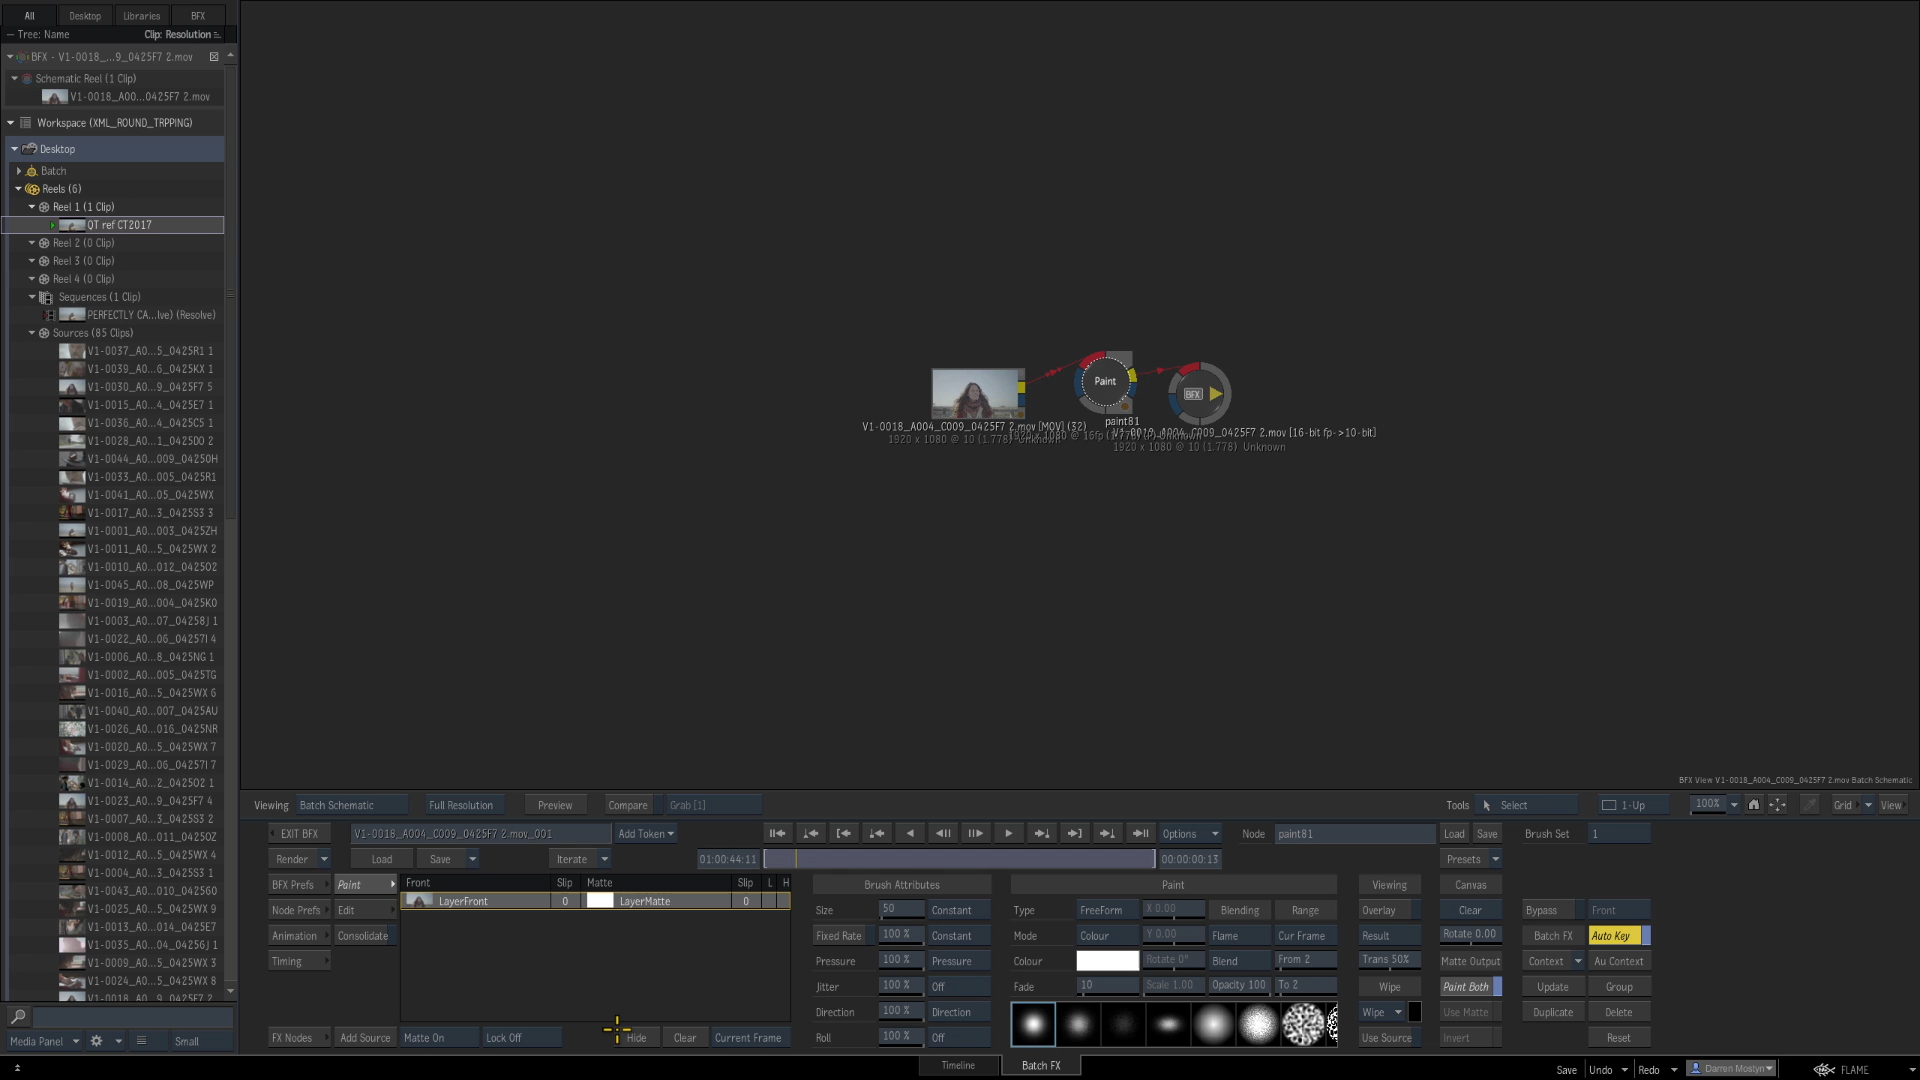 All Desktop Libraries BFX
Tree: Name Clip: Resolution
BFX - V1-0018_...9_0425F7 2.mov
Schematic Reel (1 Clip)
V1-0018_A00...0425F7 2.mov
Workspace (XML_ROUND_TRPPING)
Desktop
Batch
Reels (6)
Reel 1 (1 Clip)
QT ref CT2017
Reel 2 (0 Clip)
Reel 3 (0 Clip)
Reel 4 (0 Clip)
Sequences (1 Clip)
PERFECTLY CA...lve) (Resolve)
Sources (85 Clips)
V1-0037_A0...5_0425R1 1
V1-0039_A0...6_0425KX 1
V1-0030_A0...9_0425F7 5
V1-0015_A0...4_0425E7 1
V1-0036_A0...4_0425C5 1
V1-0028_A0...1_0425D0 2
V1-0044_A0...009_04250H
V1-0033_A0...005_0425R1
V1-0041_A0...05_0425WX
V1-0017_A0...3_0425S3 3
V1-0001_A0...003_0425ZH
V1-0011_A0...5_0425WX 2
V1-0010_A0...012_0425O2
V1-0045_A0...08_0425WP
V1-0019_A0...004_0425K0
V1-0003_A0...07_04258J 1
V1-0022_A0...06_04257I 4
V1-0006_A0...8_0425NG 1
V1-0002_A0...005_0425TG
V1-0016_A0...5_0425WX 6
V1-0040_A0...007_0425AU
V1-0026_A0...016_0425NR
V1-0020_A0...5_0425WX 7
V1-0029_A0...06_04257I 7
V1-0014_A0...2_0425O2 1
V1-0023_A0...9_0425F7 4
V1-0007_A0...3_0425S3 2
V1-0008_A0...011_0425OZ
V1-0012_A0...5_0425WX 4
V1-0004_A0...3_0425S3 1
V1-0043_A0...010_042560
V1-0025_A0...5_0425WX 9
V1-0013_A0...014_0425E7
V1-0035_A0...04_04256J 1
V1-0009_A0...5_0425WX 3
V1-0024_A0...5_0425WX 8
V1-0018_A0...9_0425F7 2
Media Panel Small
Paint
BFX
paint81
V1-0018_A004_C009_0425F7 2.mov [MOV] (32)
1920 x 1080 @ 10 (1.778) Unknown
V1-0018_A004_C009_0425F7 2.mov [16-bit fp->10-bit]
1920 x 1080 @ 10 (1.778) Unknown
BFX View V1-0018_A004_C009_0425F7 2.mov Batch Schematic
Viewing Batch Schematic Full Resolution Preview Compare Grab [1] Tools Select 1-Up 100% Grid View
EXIT BFX V1-0018_A004_C009_0425F7 2.mov_001 Add Token Options Node paint81 Load Save Brush Set 1
Render Load Save Iterate 01:00:44:11 00:00:00:13 Presets
BFX Prefs Paint Front Slip Matte Slip L H Brush Attributes Paint Viewing Canvas
LayerFront 0 LayerMatte 0
Node Prefs Edit Size 50 Constant Type FreeForm X 0.00 Blending Range Overlay Clear Bypass Front
Animation Consolidate Fixed Rate 100 % Constant Mode Colour Y 0.00 Flame Cur Frame Result Rotate 0.00 Batch FX Auto Key
Timing Pressure 100 % Pressure Colour Rotate 0° Blend From 2 Trans 50% Matte Output Context Au Context
Jitter 100 % Off Fade 10 Scale 1.00 Opacity 100 To 2 Wipe Paint Both Update Group
Direction 100 % Direction Wipe Use Matte Duplicate Delete
FX Nodes Add Source Matte On Lock Off Hide Clear Current Frame Roll 100 % Off Use Source Invert Reset
Timeline Batch FX Save Undo Redo Darren Mostyn FLAME